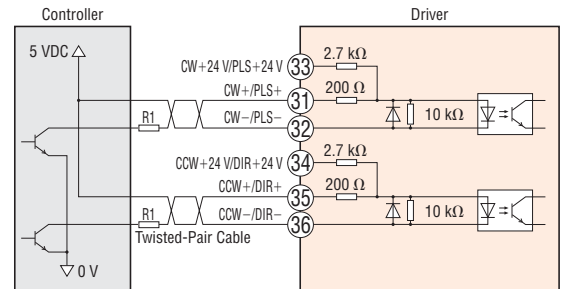 Controller
Driver
5 VDC
CW+24 V/PLS+24 V
33
2.7 kΩ
CW+/PLS+
31
200 Ω
R1
CW−/PLS−
32
10 kΩ
CCW+24 V/DIR+24 V
34
2.7 kΩ
CCW+/DIR+
35
200 Ω
R1
CCW−/DIR−
36
10 kΩ
Twisted-Pair Cable
0 V